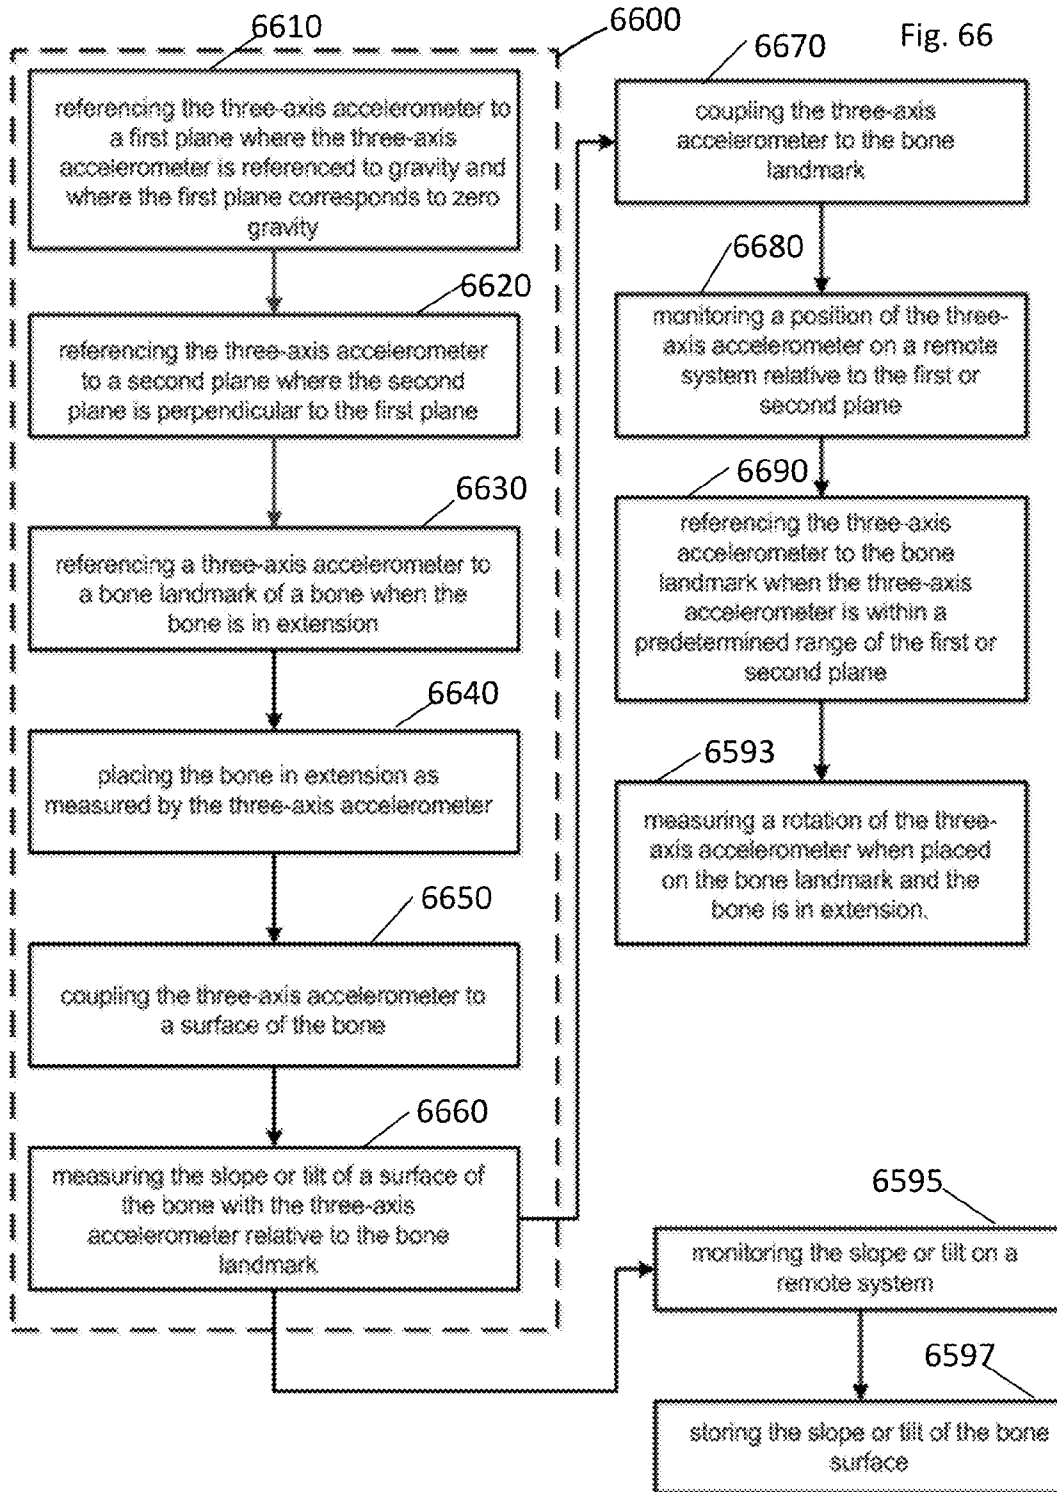 Fig. 66
6600
6610
referencing the three-axis accelerometer to
a first plane where the three-axis
accelerometer is referenced to gravity and
where the first plane corresponds to zero
gravity
6620
referencing the three-axis accelerometer
to a second plane where the second
plane is perpendicular to the first plane
6630
referencing a three-axis accelerometer to
a bone landmark of a bone when the
bone is in extension
6640
placing the bone in extension as
measured by the three-axis accelerometer
6650
coupling the three-axis accelerometer to
a surface of the bone
6660
measuring the slope or tilt of a surface of
the bone with the three-axis
accelerometer relative to the bone
landmark
6670
coupling the three-axis
accelerometer to the bone
landmark
6680
monitoring a position of the three-
axis accelerometer on a remote
system relative to the first or
second plane
6690
referencing the three-axis
accelerometer to the bone
landmark when the three-axis
accelerometer is within a
predetermined range of the first or
second plane
6593
measuring a rotation of the three-
axis accelerometer when placed
on the bone landmark and the
bone is in extension.
6595
monitoring the slope or tilt on a
remote system
6597
storing the slope or tilt of the bone
surface